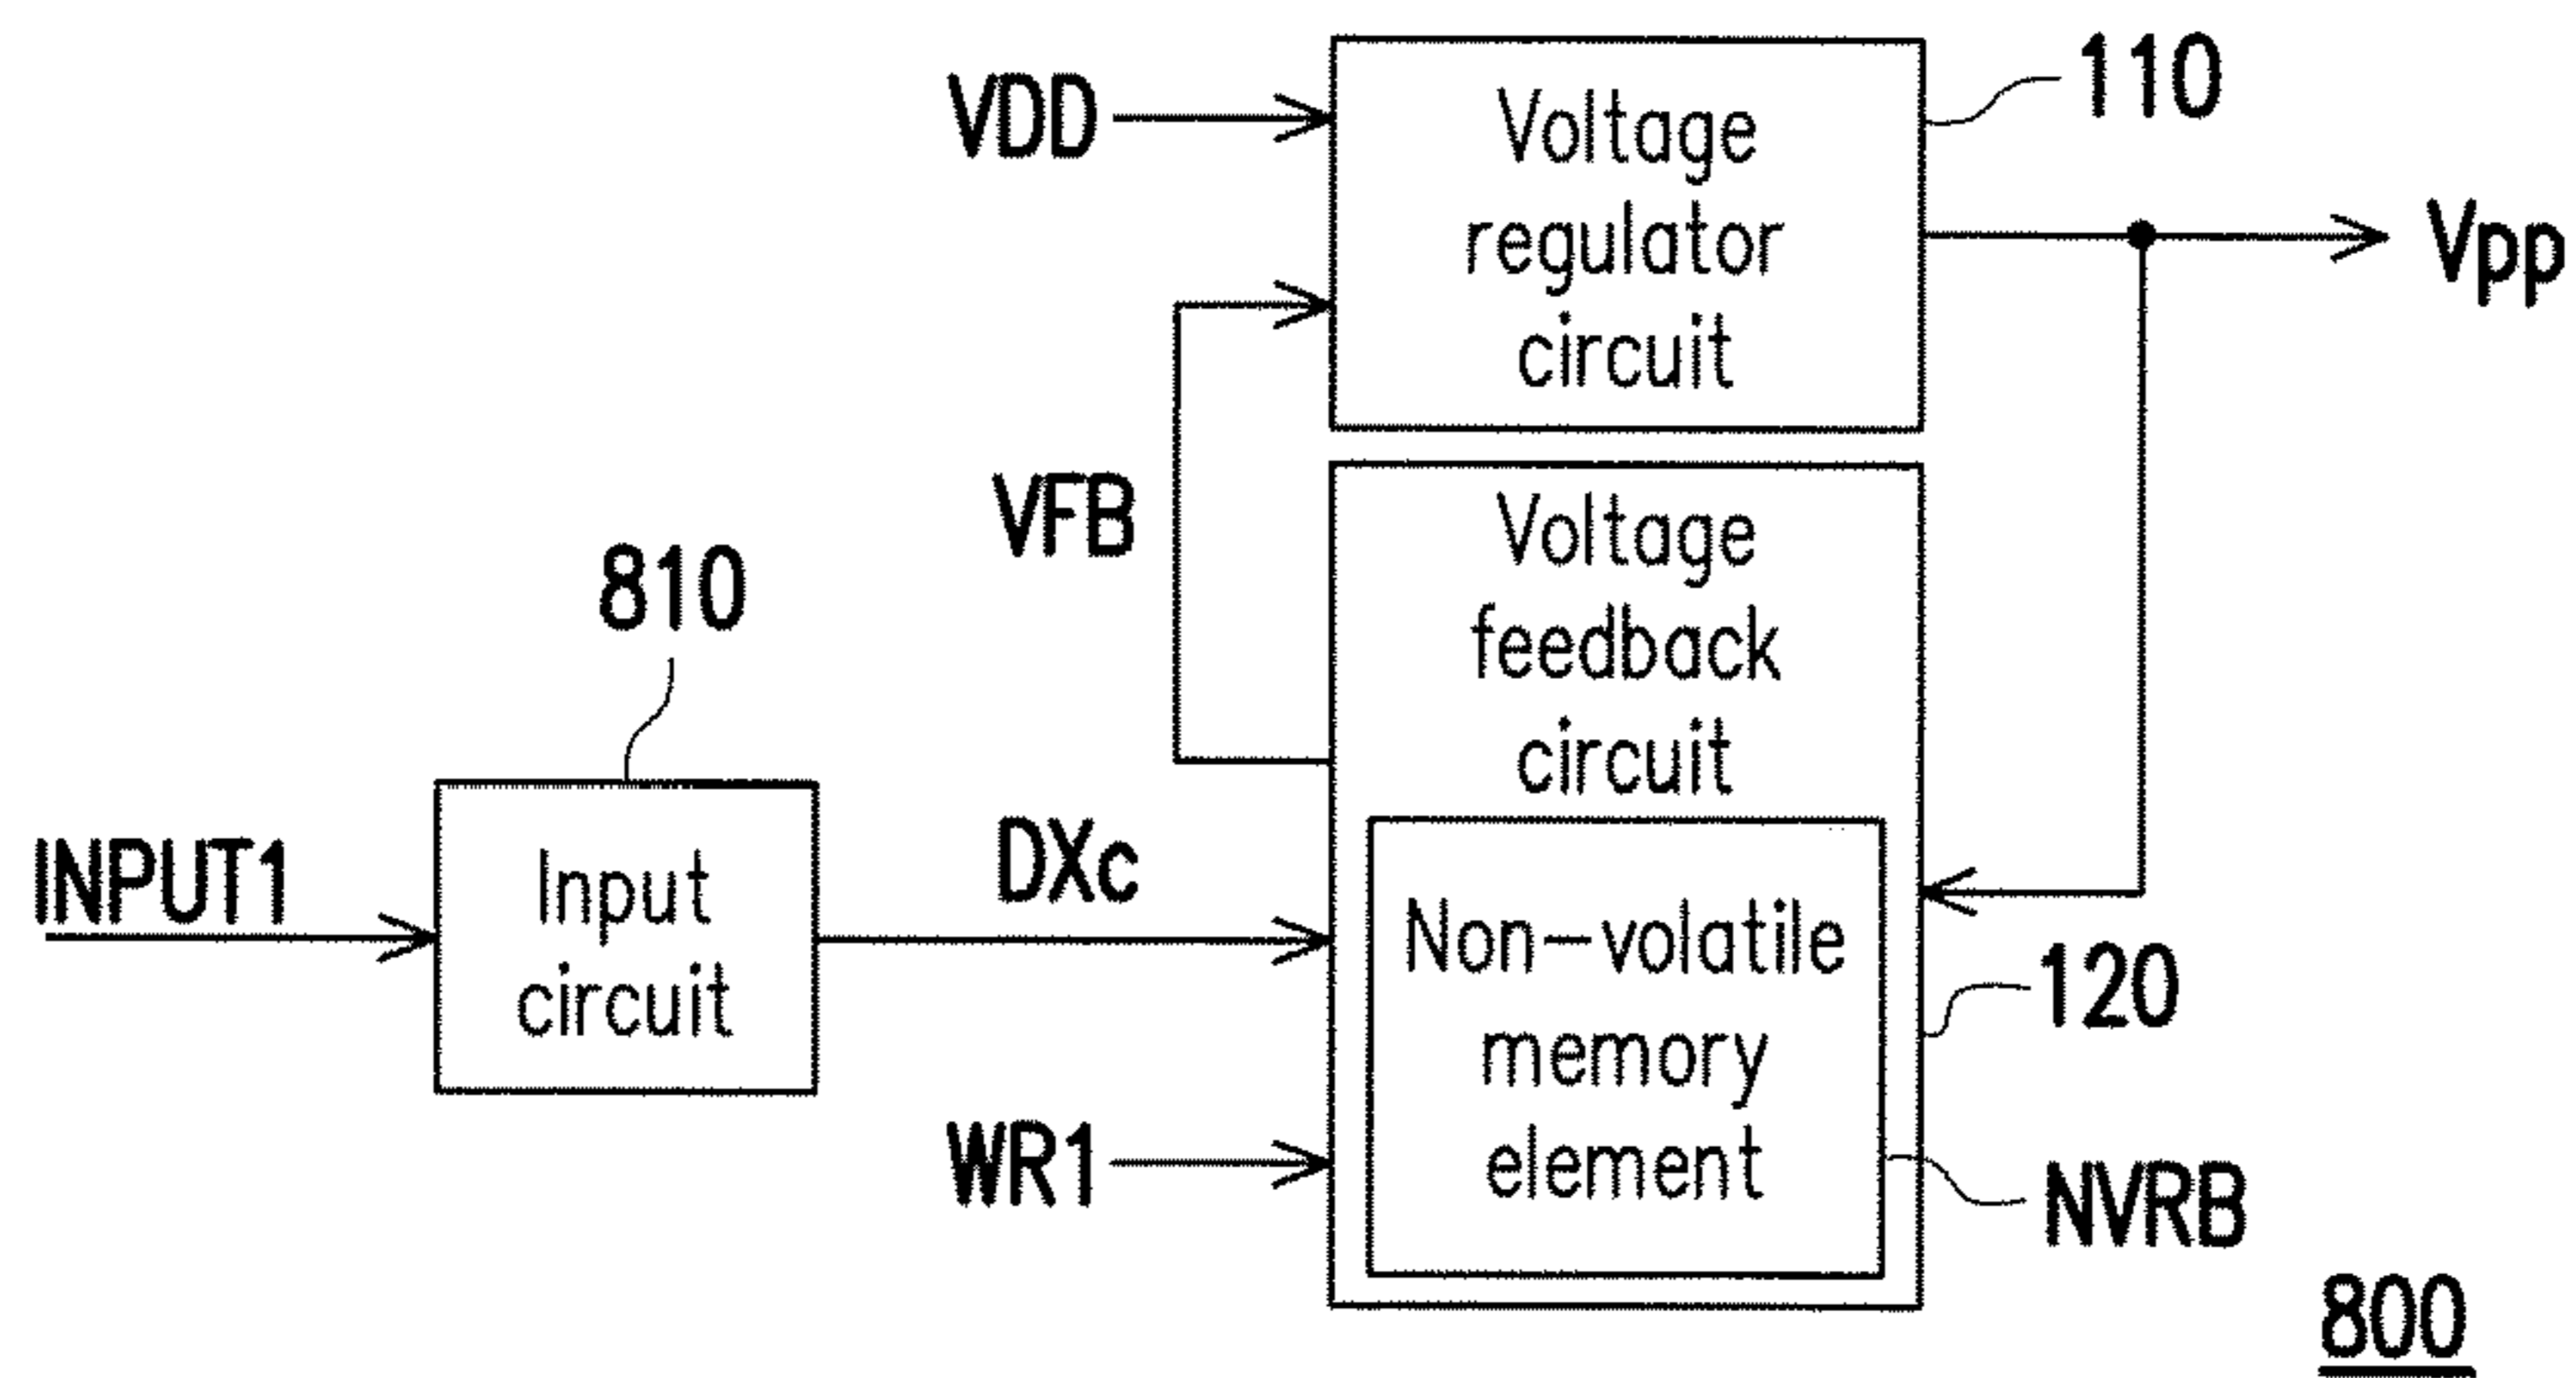 VDD
Voltage
regulator
circuit
110
Vpp
VFB
Voltage
feedback
circuit
810
INPUT1
Input
circuit
DXc
Non-volatile
memory
element
120
WR1
NVRB
800